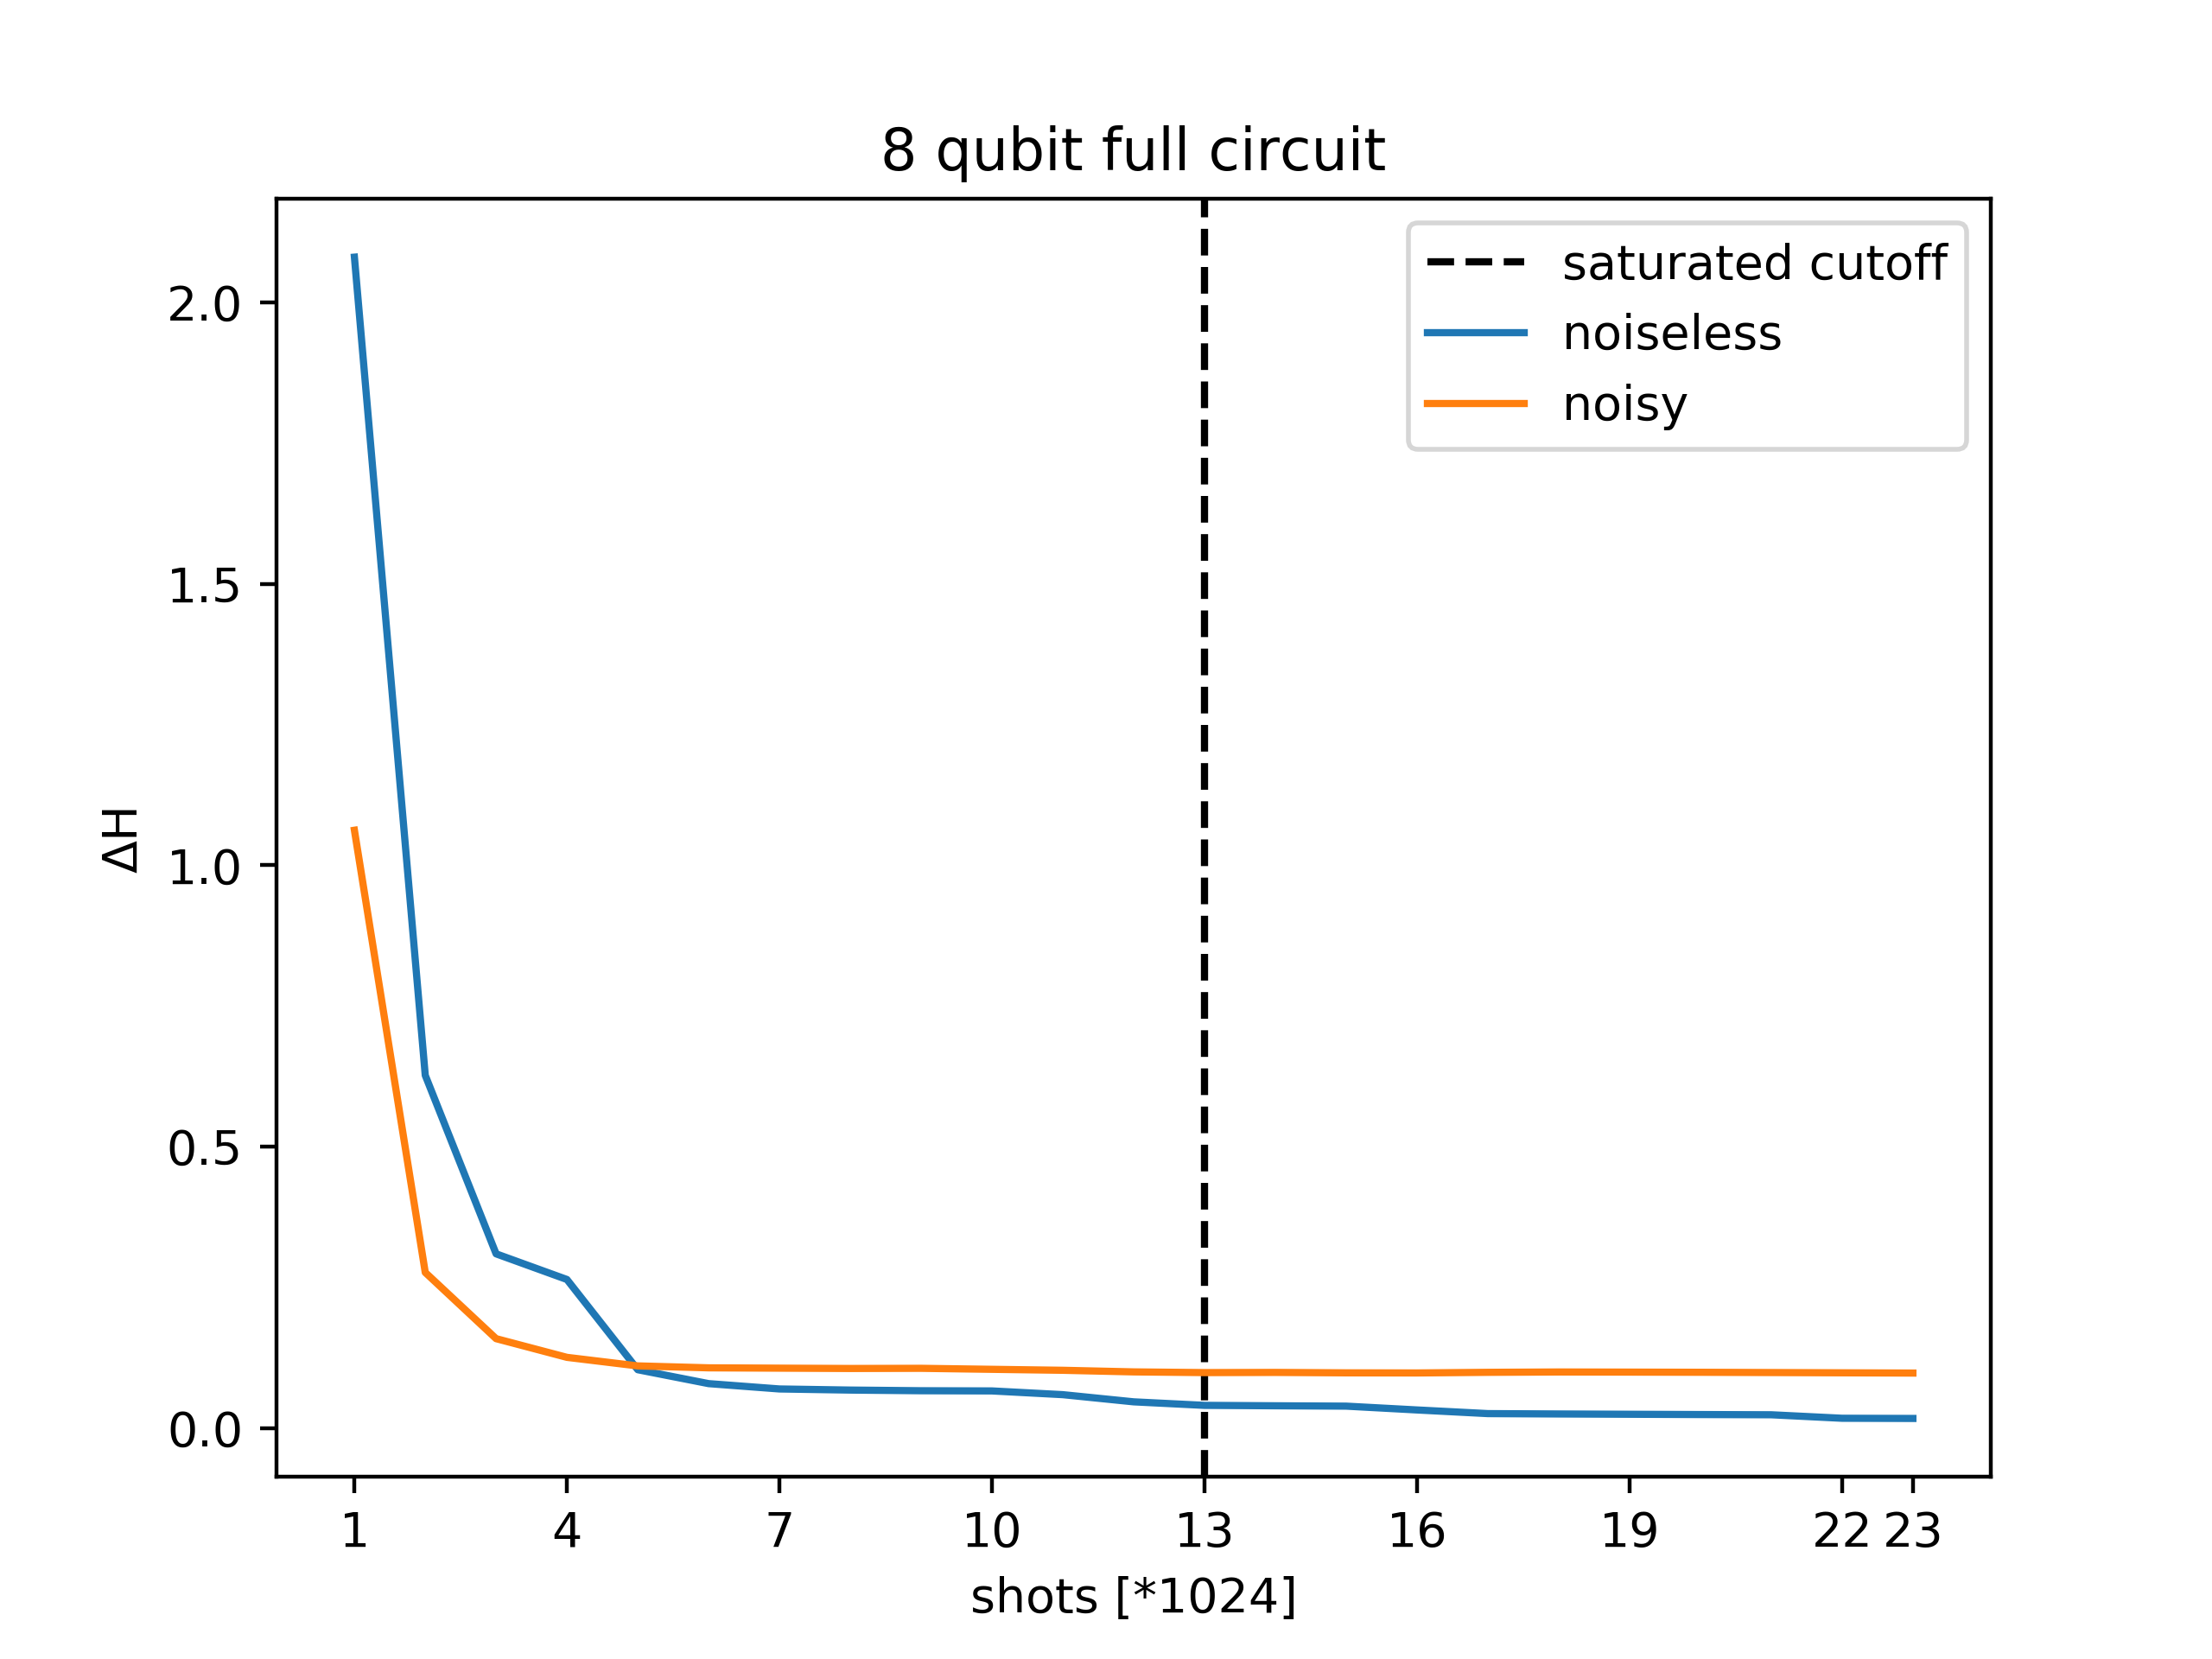 8 qubit full circuit
saturated cutoff
noiseless
noisy
2.0
1.5
1.0
0.5
0.0
ΔH
1 4 7 10 13 16 19 22 23
shots [*1024]